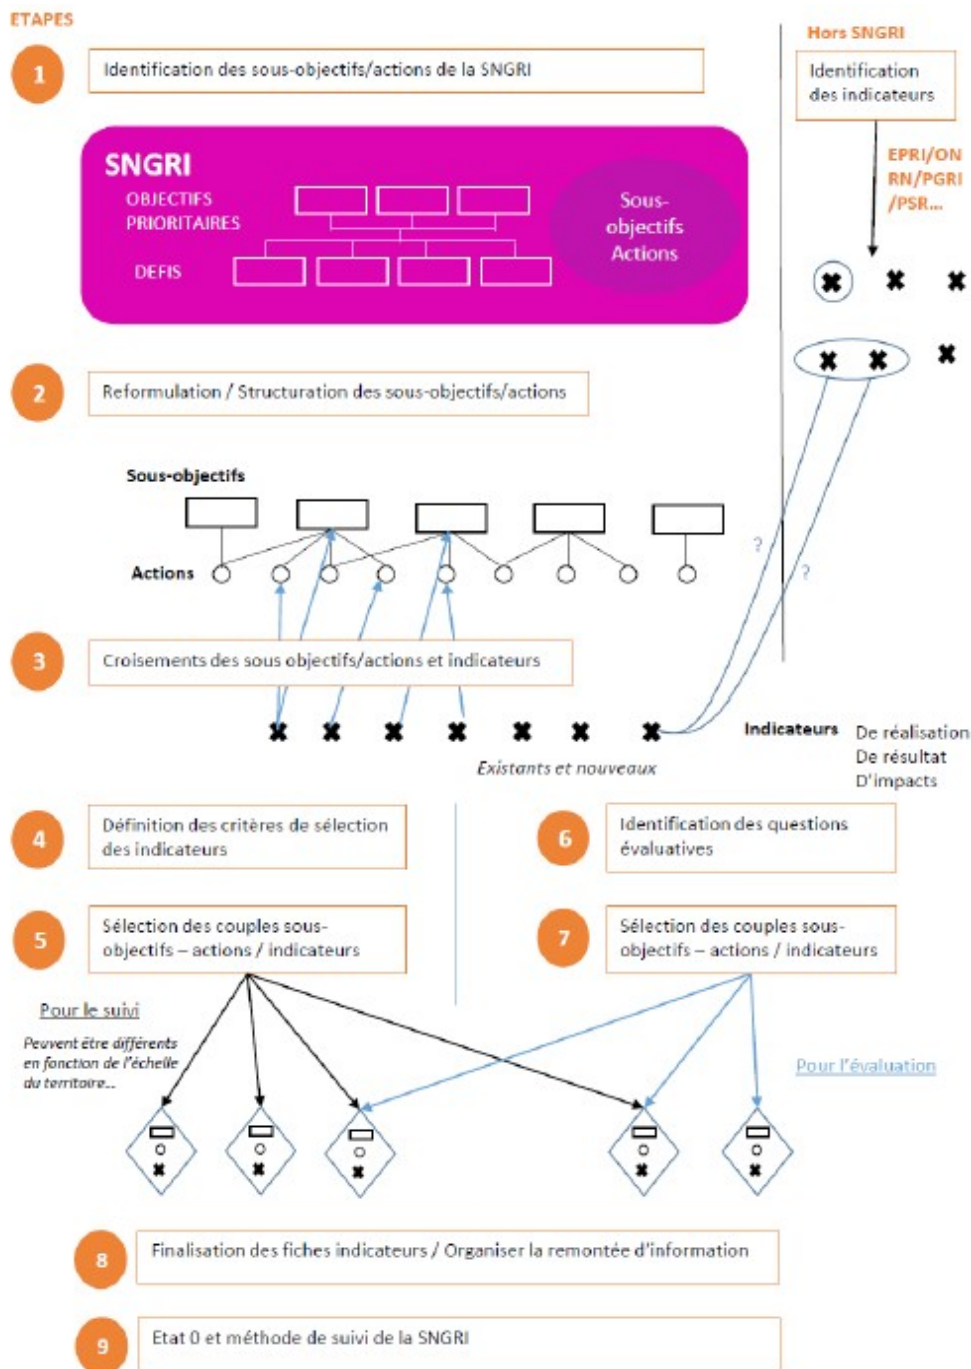 ETAPES
1
Identification des sous-objectifs/actions de la SNGRI
Hors SNGRI
Identification
des indicateurs
EPRI/ON
RN/PGRI
/PSR...
SNGRI
OBJECTIFS
PRIORITAIRES
DEFIS
Sous-
objectifs
Actions
2
Reformulation / Structuration des sous-objectifs/actions
Sous-objectifs
Actions
?
?
3
Croisements des sous objectifs/actions et indicateurs
Indicateurs
De réalisation
De résultat
D'impacts
Existants et nouveaux
4
Définition des critères de sélection
des indicateurs
6
Identification des questions
évaluatives
5
Sélection des couples sous-
objectifs – actions / indicateurs
7
Sélection des couples sous-
objectifs – actions / indicateurs
Pour le suivi
Peuvent être différents
en fonction de l'échelle
du territoire...
Pour l'évaluation
8
Finalisation des fiches indicateurs / Organiser la remontée d'information
9
Etat 0 et méthode de suivi de la SNGRI